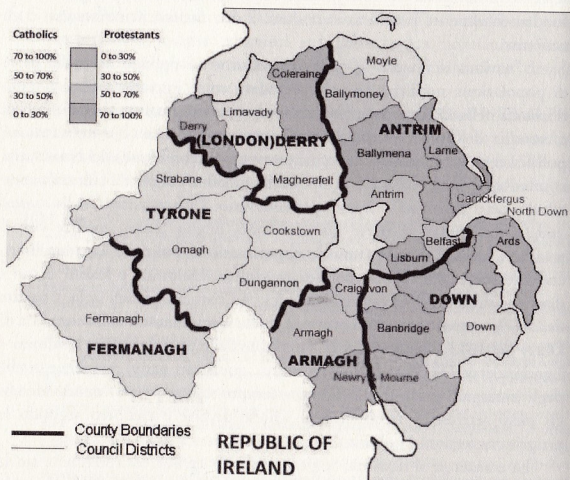 Catholics Protestants
70 to 100% 0 to 30%
50 to 70% 30 to 50%
30 to 50% 50 to 70%
0 to 30% 70 to 100%
Moyle
Coleraine
Ballymoney
Limavady
Derry
(LONDON)DERRY
ANTRIM
Ballymena
Larne
Strabane
Magherafelt
Antrim
Carrickfergus
North Down
TYRONE
Cookstown
Belfast
Ards
Omagh
Lisburn
Dungannon
Craigavon
DOWN
Fermanagh
Armagh
Banbridge
Down
FERMANAGH
ARMAGH
Newry & Mourne
County Boundaries
Council Districts
REPUBLIC OF
IRELAND